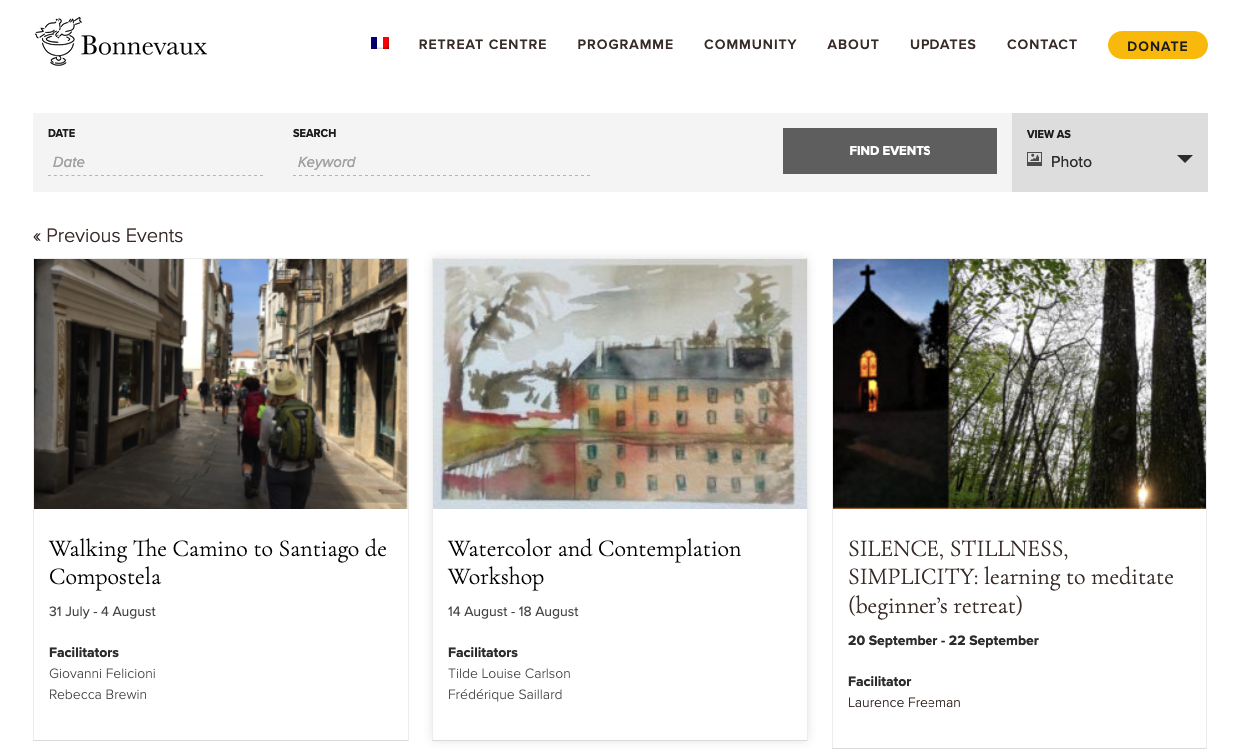 Bonnevaux
RETREAT CENTRE PROGRAMME COMMUNITY ABOUT UPDATES CONTACT DONATE
DATE
Date
SEARCH
Keyword
FIND EVENTS
VIEW AS
Photo
« Previous Events
Walking The Camino to Santiago de
Compostela
31 July - 4 August
Facilitators
Giovanni Felicioni
Rebecca Brewin
Watercolor and Contemplation
Workshop
14 August - 18 August
Facilitators
Tilde Louise Carlson
Frédérique Saillard
SILENCE, STILLNESS,
SIMPLICITY: learning to meditate
(beginner’s retreat)
20 September - 22 September
Facilitator
Laurence Freeman